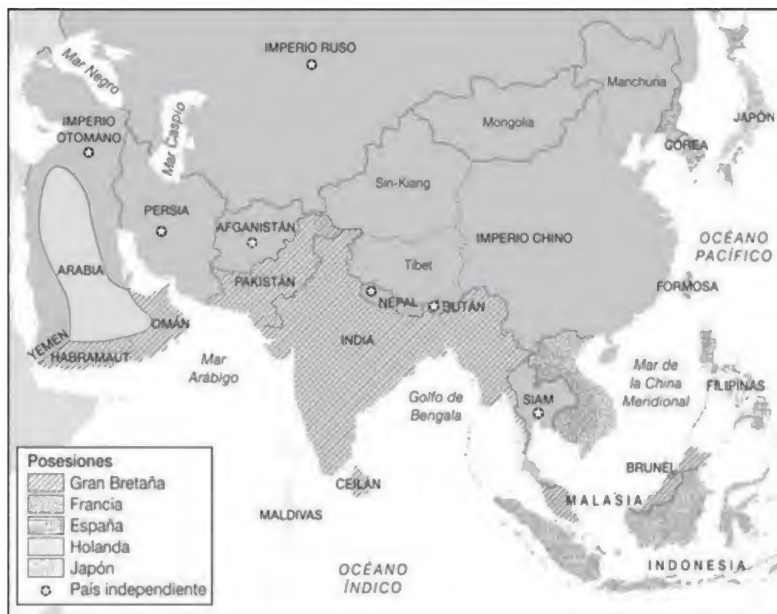 IMPERIO RUSO
Mar Negro
Manchuria
IMPERIO
OTOMANO
Mar Caspio
Mongolia
JAPÓN
COREA
Sin-Kiang
PERSIA
AFGANISTÁN
IMPERIO CHINO
OCÉANO
PACÍFICO
ARABIA
PAKISTÁN
Tibet
NEPAL
BUTÁN
FORMOSA
OMÁN
YEMEN
HABRAMAUT
INDIA
Mar
Arábigo
Golfo de
Bengala
SIAM
Mar de
la China
Meridional
FILIPINAS
Posesiones
Gran Bretaña
Francia
España
Holanda
Japón
País independiente
CEILÁN
MALDIVAS
BRUNEL
MALASIA
INDONESIA
OCÉANO
ÍNDICO